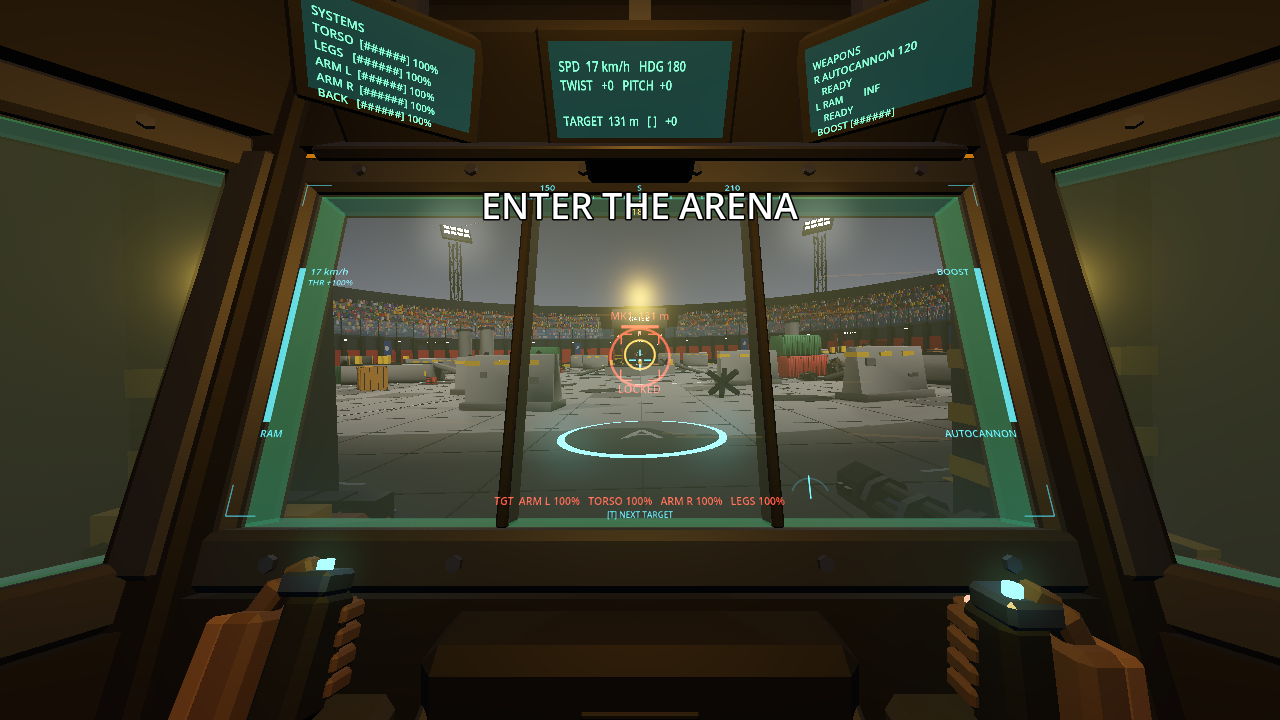 SYSTEMS
TORSO [######] 100%
LEGS [######] 100%
ARM L [######] 100%
ARM R [######] 100%
BACK [######] 100%
SPD 17 km/h HDG 180
TWIST +0 PITCH +0
TARGET 131 m [ ] +0
WEAPONS
R AUTOCANNON 120
READY
L RAM INF
READY
BOOST [######]
150 S 210
ENTER THE ARENA
17 km/h
THR +100%
BOOST
131 m
LOCKED
RAM
AUTOCANNON
TGT ARM L 100% TORSO 100% ARM R 100% LEGS 100%
[T] NEXT TARGET